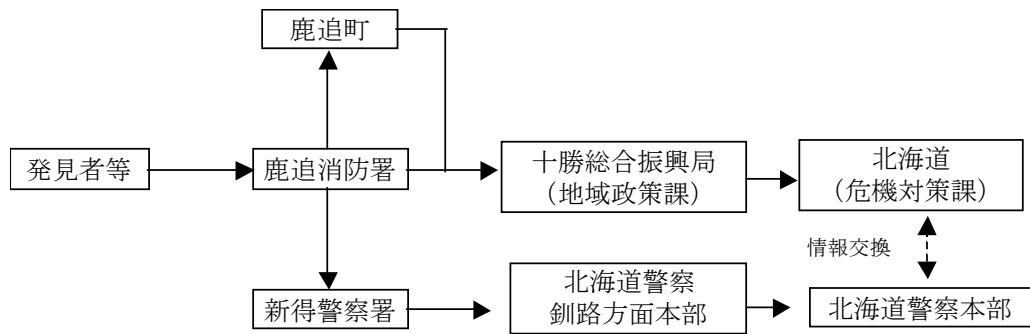 鹿追町
発見者等
鹿追消防署
十勝総合振興局
（地域政策課）
北海道
（危機対策課）
情報交換
新得警察署
北海道警察
釧路方面本部
北海道警察本部